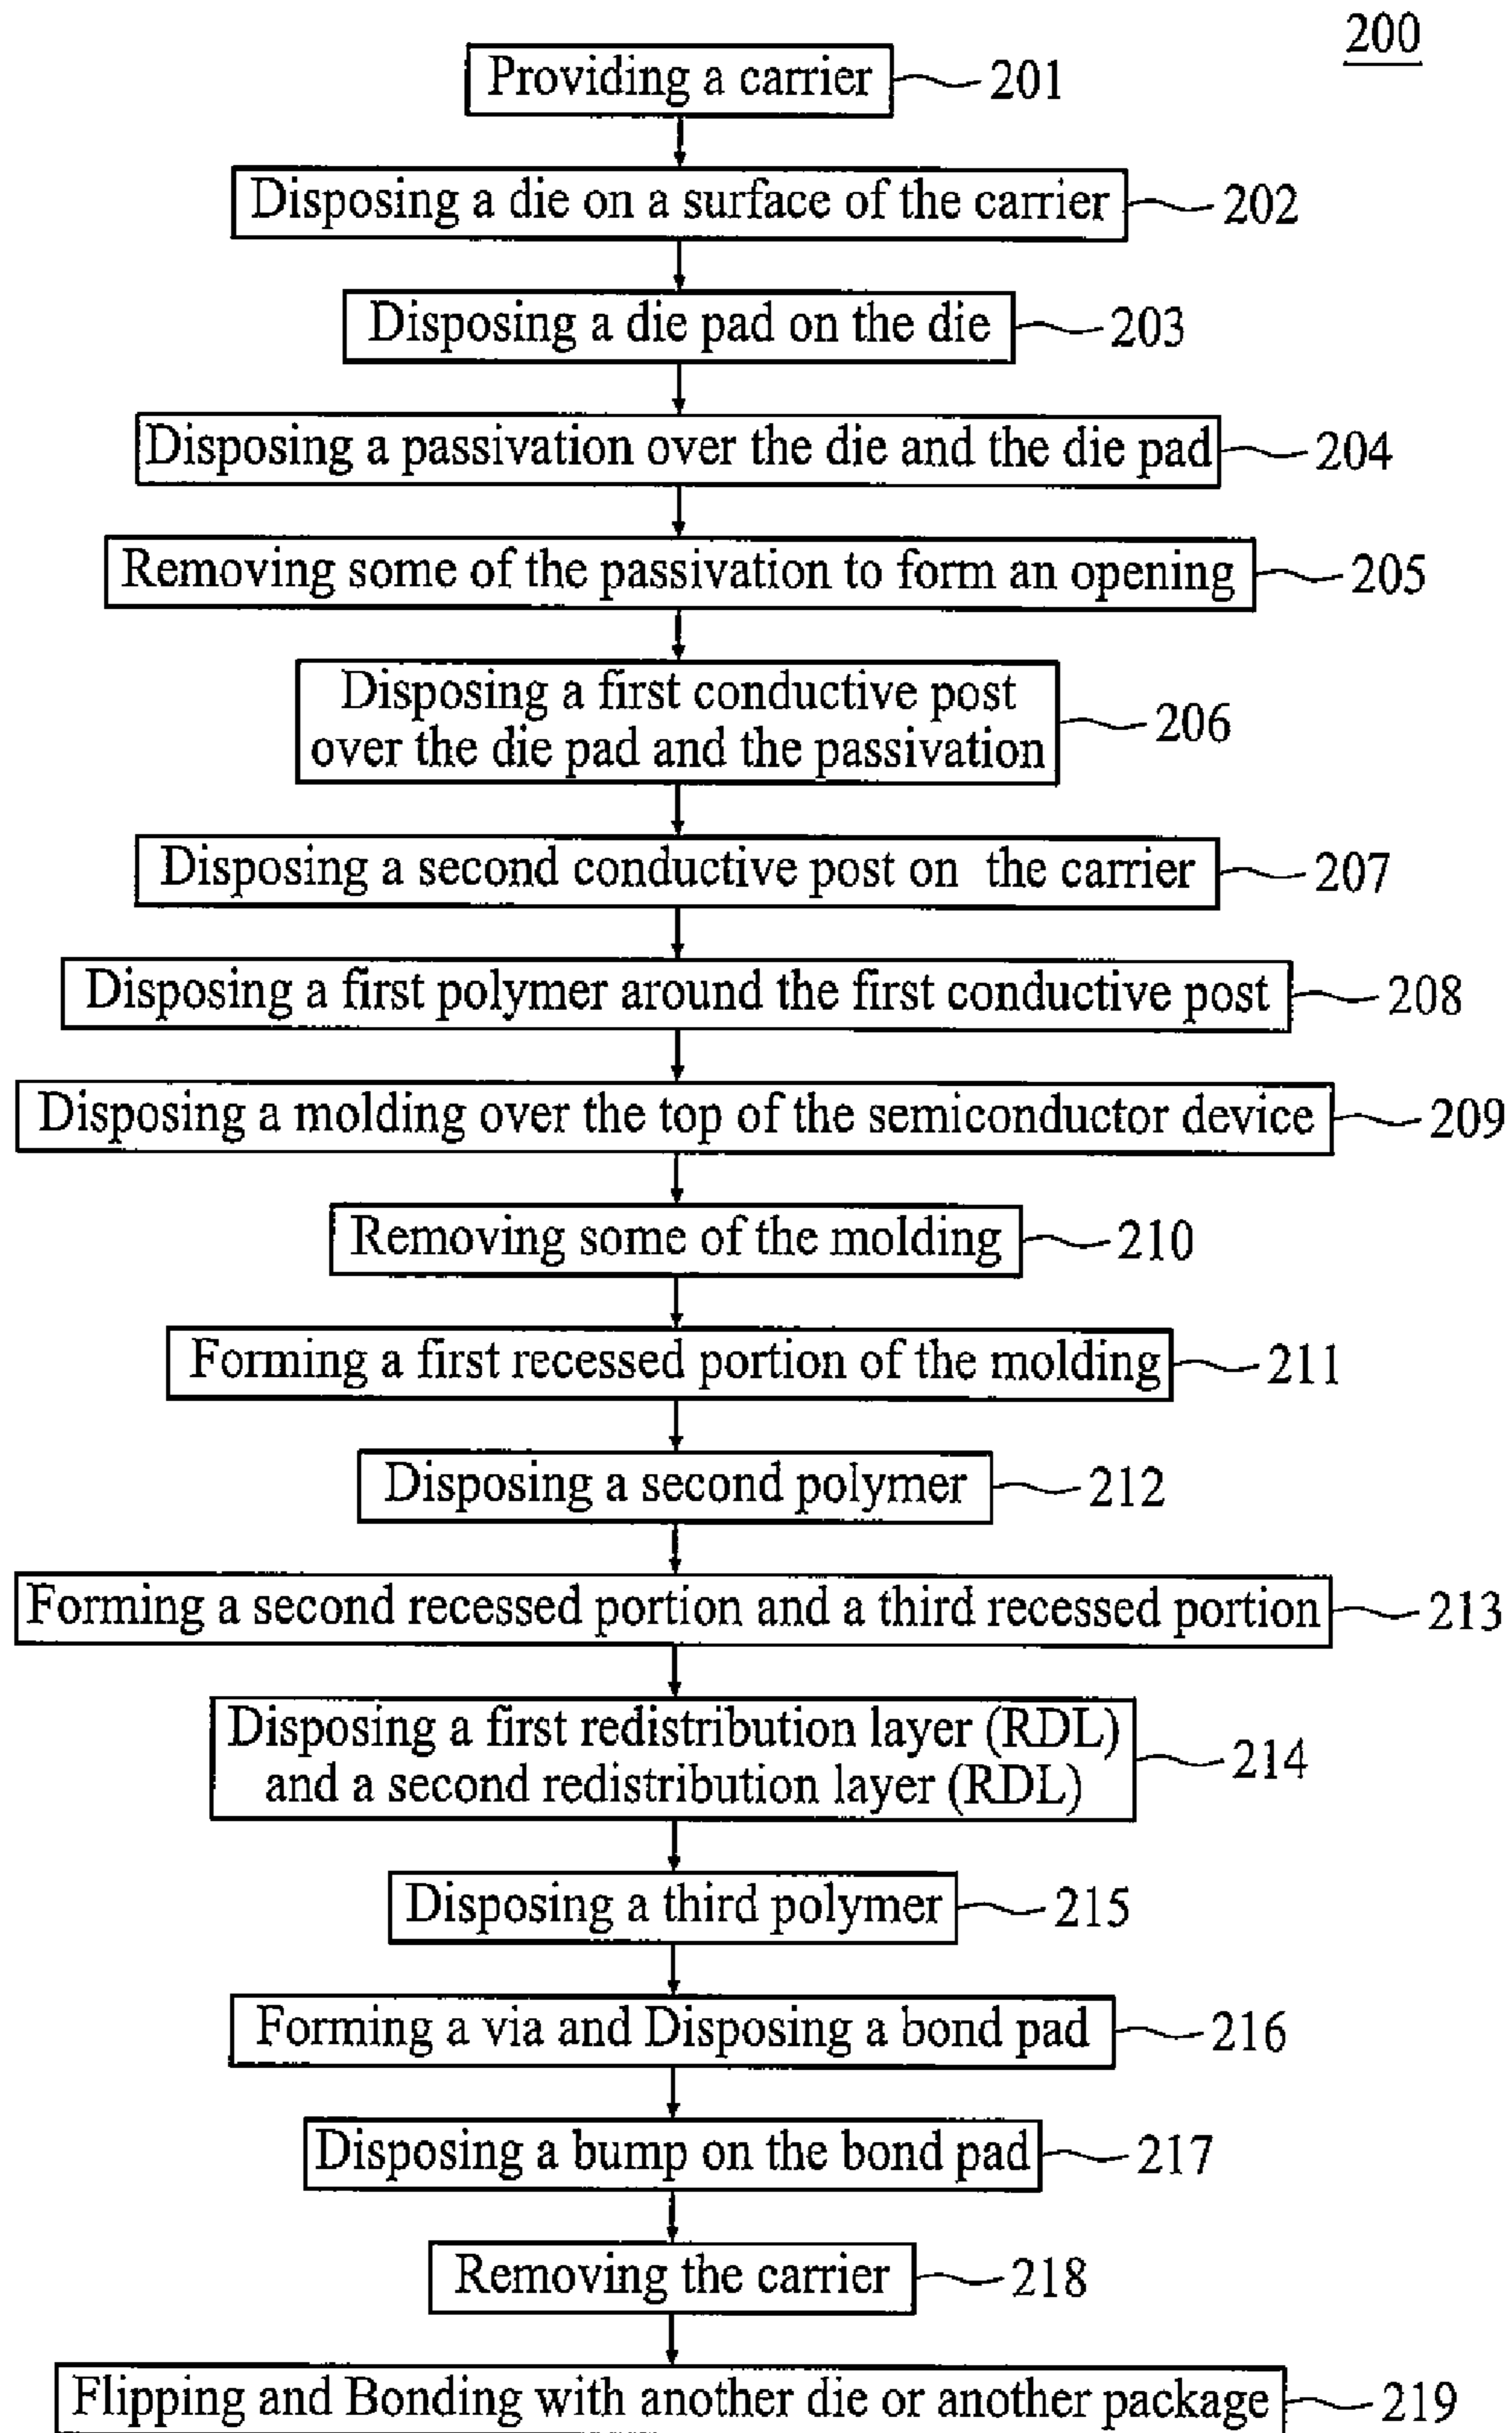 200
Providing a carrier 201
Disposing a die on a surface of the carrier 202
Disposing a die pad on the die 203
Disposing a passivation over the die and the die pad 204
Removing some of the passivation to form an opening 205
Disposing a first conductive post
over the die pad and the passivation 206
Disposing a second conductive post on the carrier 207
Disposing a first polymer around the first conductive post 208
Disposing a molding over the top of the semiconductor device 209
Removing some of the molding 210
Forming a first recessed portion of the molding 211
Disposing a second polymer 212
Forming a second recessed portion and a third recessed portion 213
Disposing a first redistribution layer (RDL)
and a second redistribution layer (RDL) 214
Disposing a third polymer 215
Forming a via and Disposing a bond pad 216
Disposing a bump on the bond pad 217
Removing the carrier 218
Flipping and Bonding with another die or another package 219